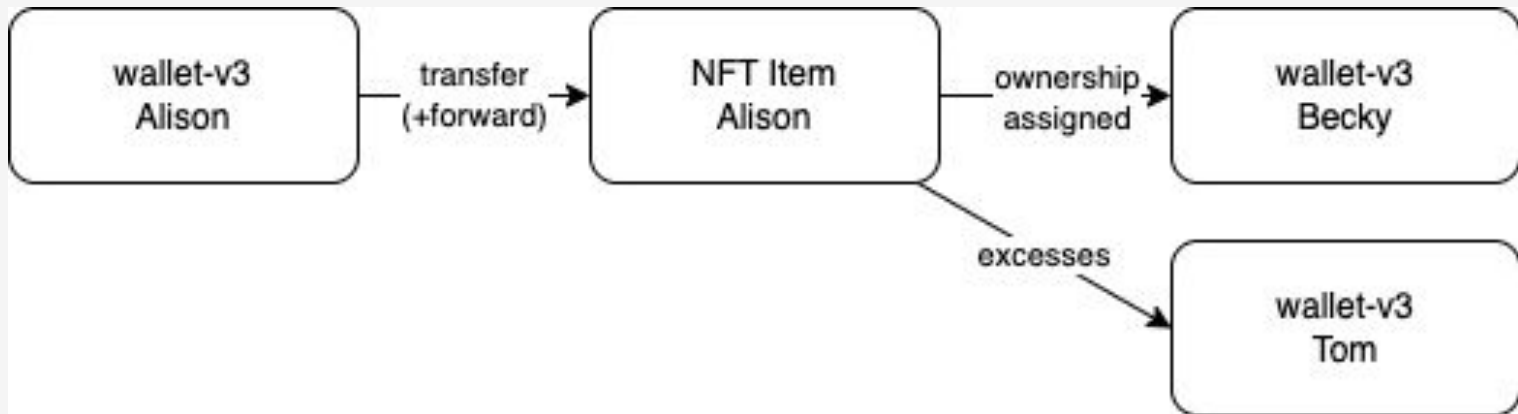 wallet-v3
Alison
transfer
(+forward)
NFT Item
Alison
ownership
assigned
wallet-v3
Becky
excesses
wallet-v3
Tom